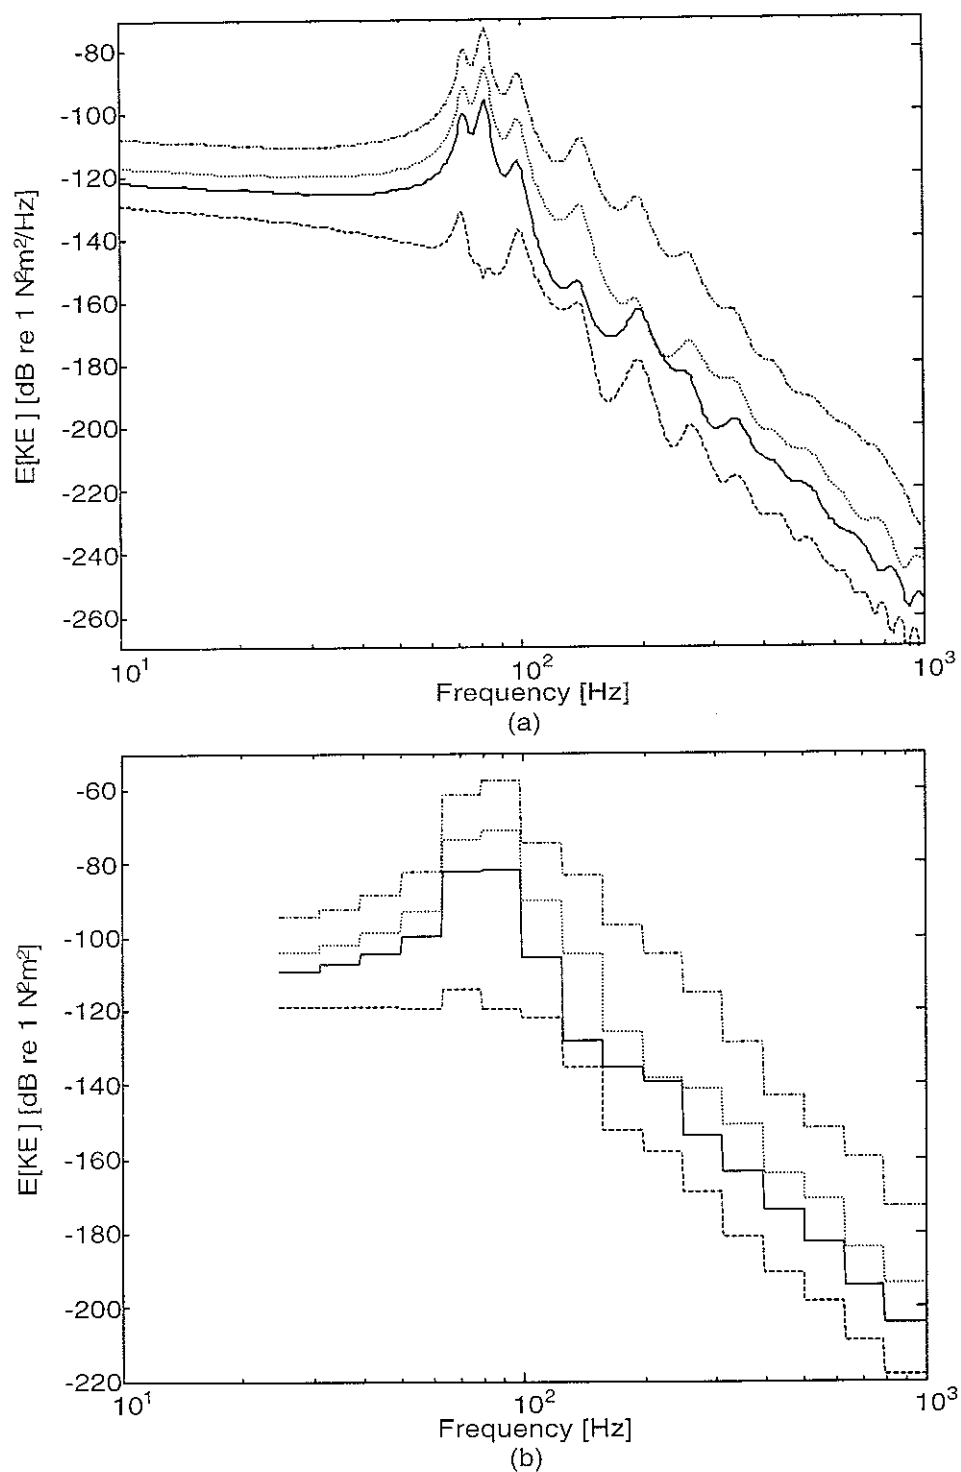 -80
-100
-120
-140
-160
-180
-200
-220
-240
-260
E[KE ] [dB re 1 N²m²/Hz]
10¹ 10² 10³
Frequency [Hz]
(a)
-60
-80
-100
-120
-140
-160
-180
-200
-220
E[KE ] [dB re 1 N²m²]
10¹ 10² 10³
Frequency [Hz]
(b)